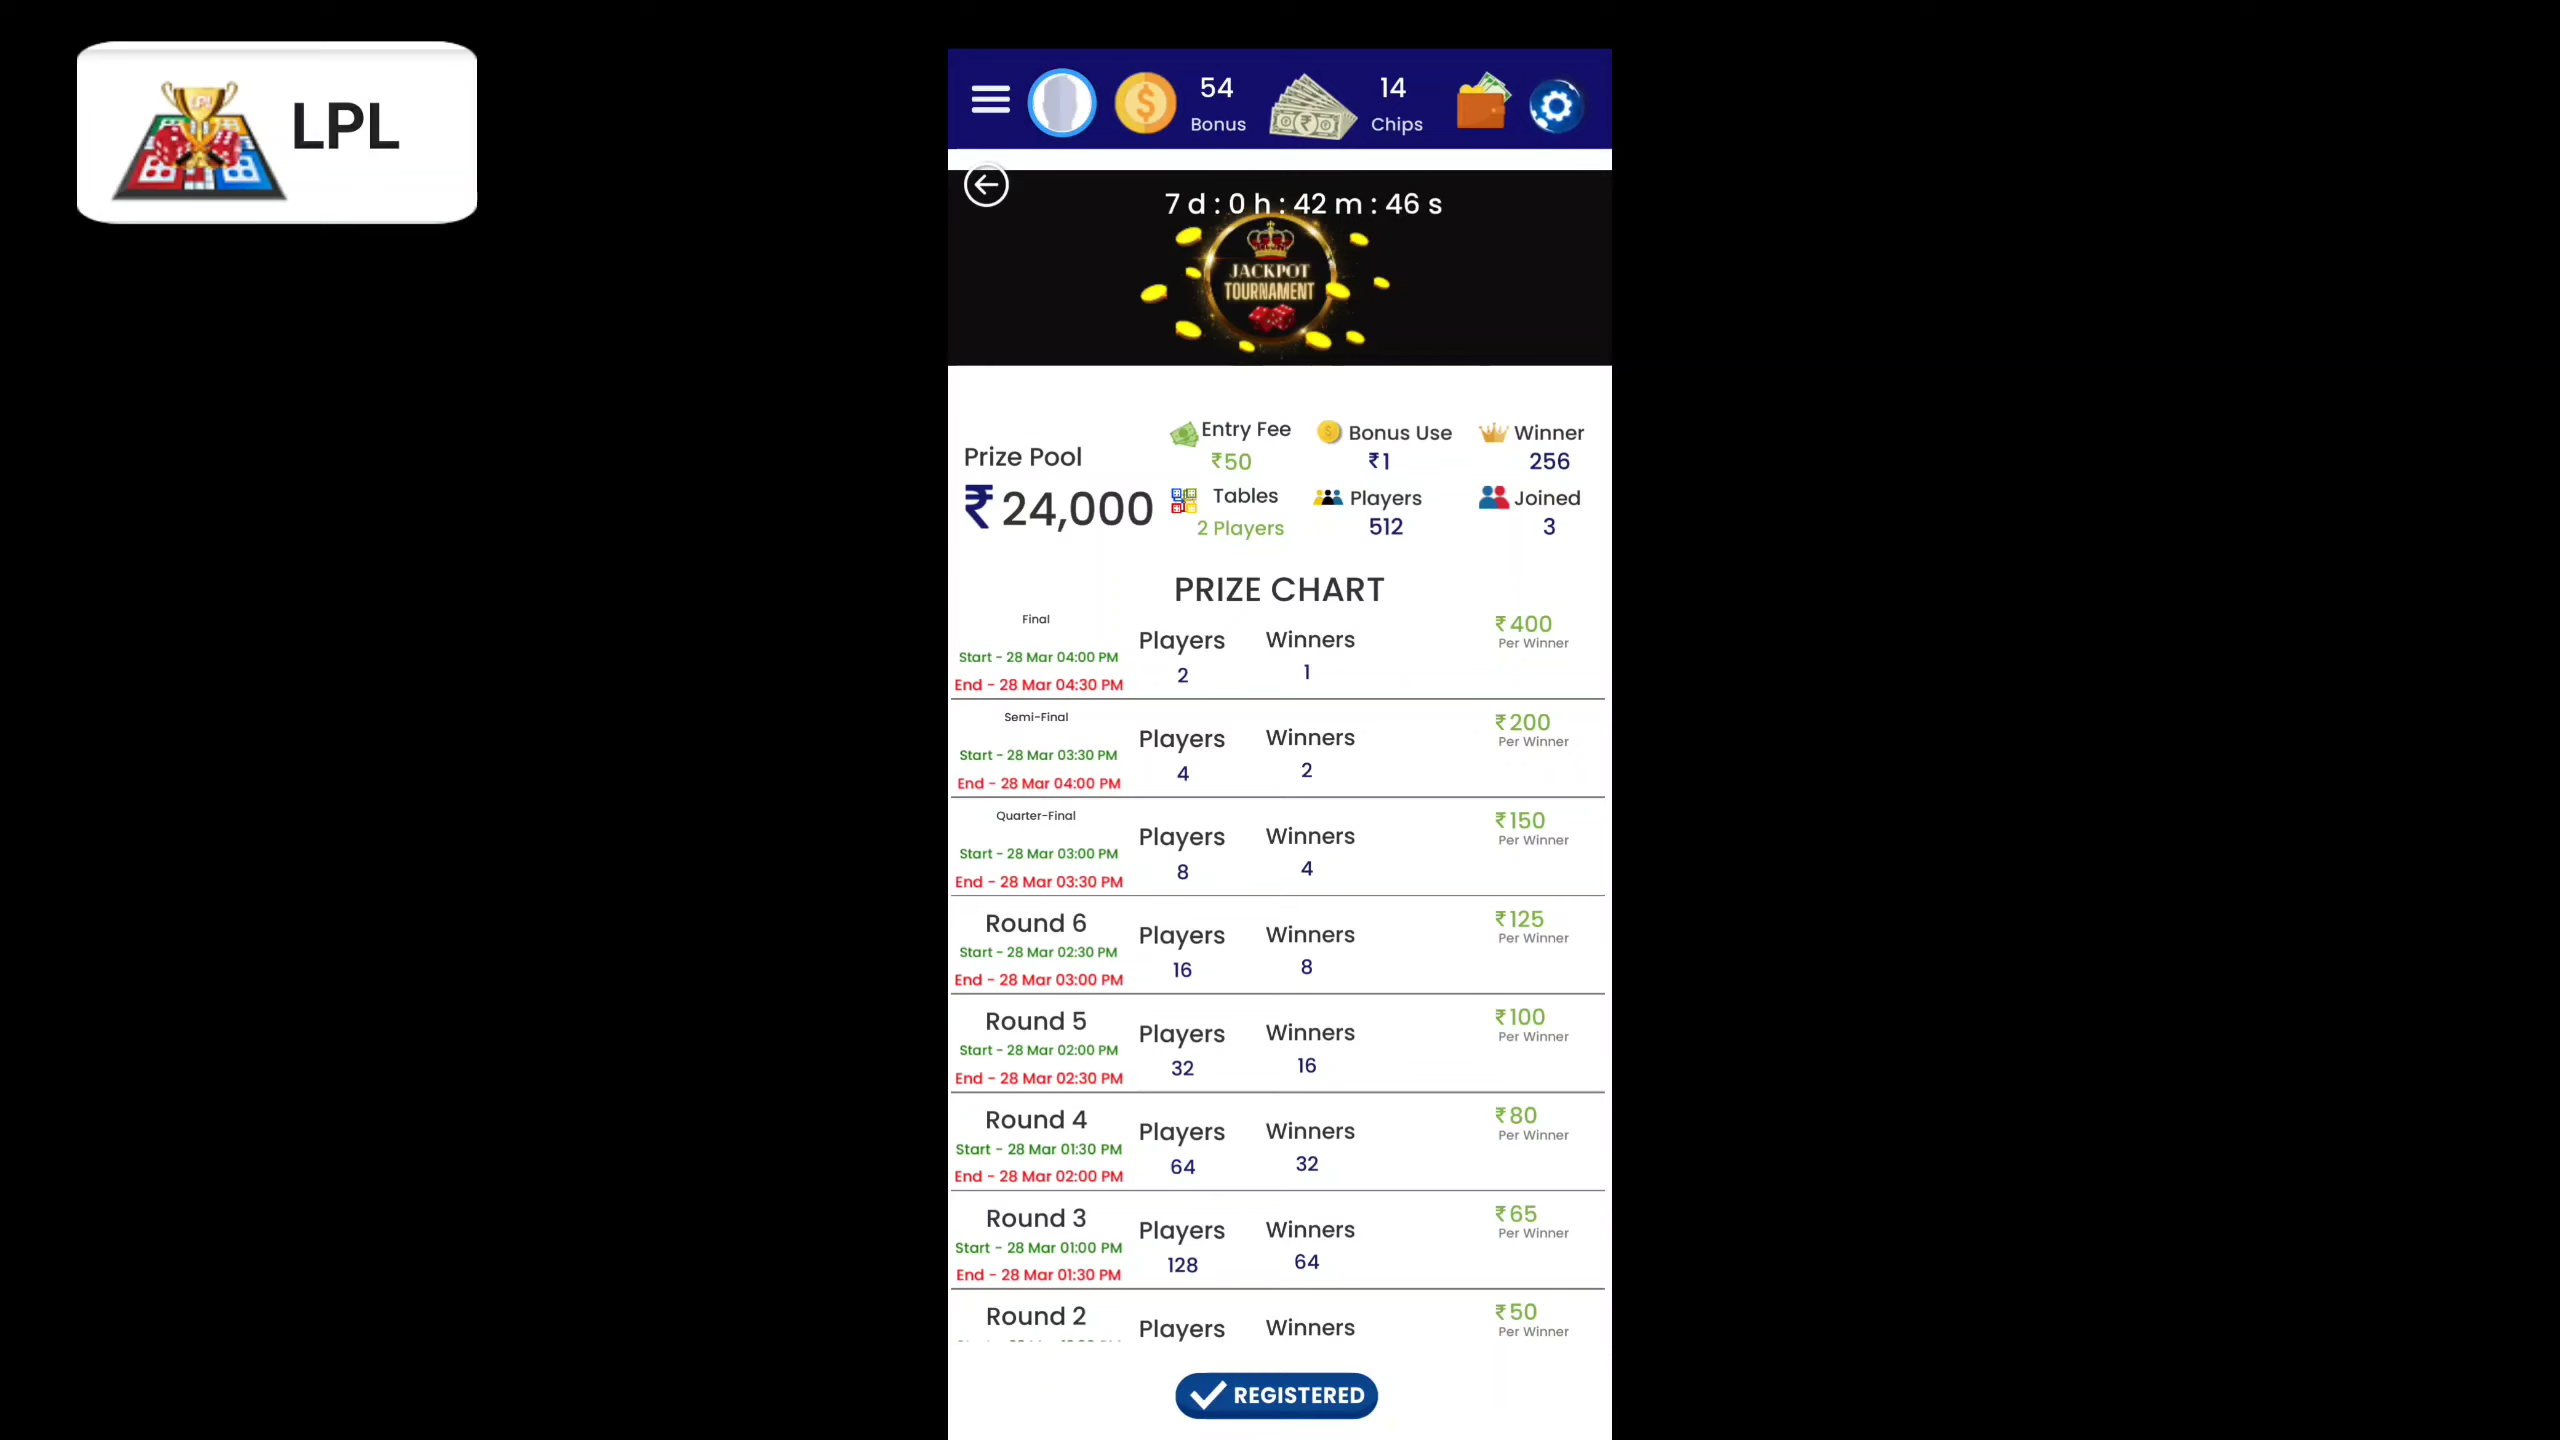 LPL
54
Bonus
14
Chips
7 d : 0 h : 42 m : 46 s
JACKPOT
TOURNAMENT
Prize Pool
₹ 24,000
Entry Fee
₹50
Bonus Use
₹1
Winner
256
Tables
2 Players
Players
512
Joined
3
PRIZE CHART
Final
Start - 28 Mar 04:00 PM
End - 28 Mar 04:30 PM
Players
2
Winners
1
₹400
Per Winner
Semi-Final
Start - 28 Mar 03:30 PM
End - 28 Mar 04:00 PM
Players
4
Winners
2
₹200
Per Winner
Quarter-Final
Start - 28 Mar 03:00 PM
End - 28 Mar 03:30 PM
Players
8
Winners
4
₹150
Per Winner
Round 6
Start - 28 Mar 02:30 PM
End - 28 Mar 03:00 PM
Players
16
Winners
8
₹125
Per Winner
Round 5
Start - 28 Mar 02:00 PM
End - 28 Mar 02:30 PM
Players
32
Winners
16
₹100
Per Winner
Round 4
Start - 28 Mar 01:30 PM
End - 28 Mar 02:00 PM
Players
64
Winners
32
₹80
Per Winner
Round 3
Start - 28 Mar 01:00 PM
End - 28 Mar 01:30 PM
Players
128
Winners
64
₹65
Per Winner
Round 2
Players
Winners
₹50
Per Winner
REGISTERED